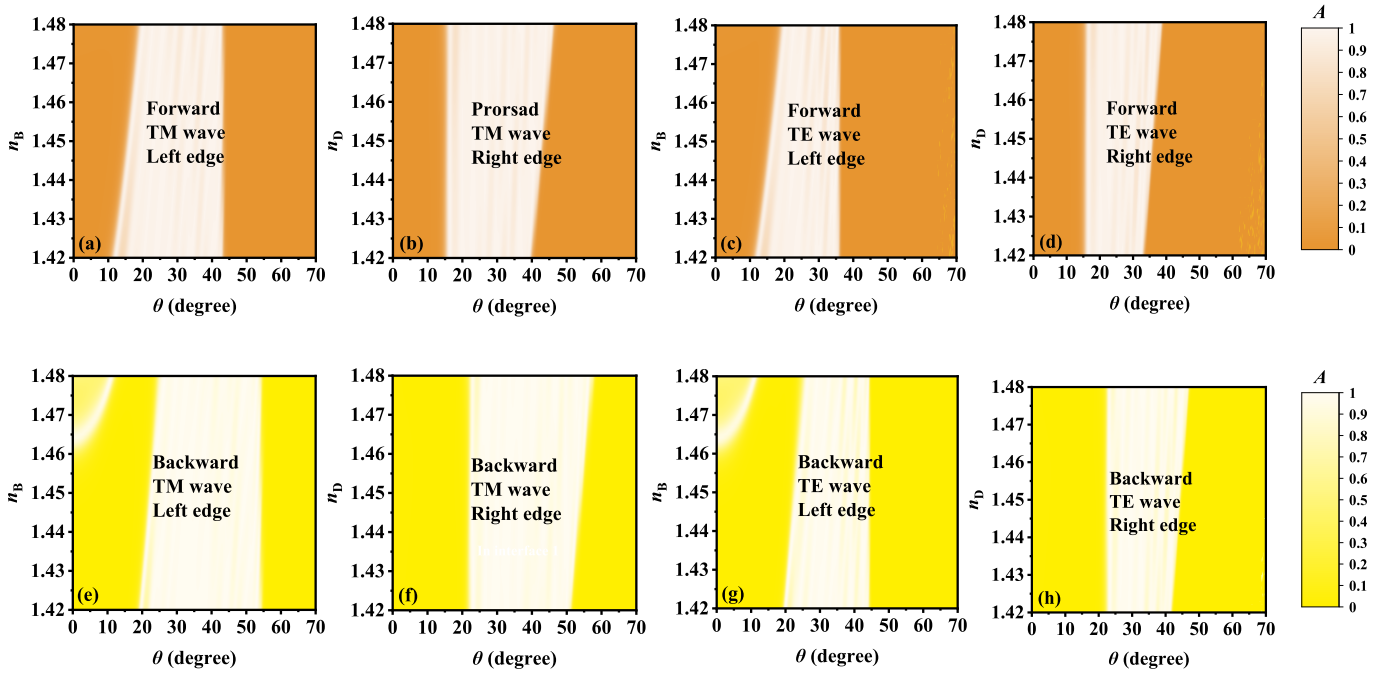 1.48
1.47
1.46
1.45
1.44
1.43
1.42
nB
Forward
TM wave
Left edge
(a)
0 10 20 30 40 50 60 70
θ (degree)
1.48
1.47
1.46
1.45
1.44
1.43
1.42
nD
Prorsad
TM wave
Right edge
(b)
0 10 20 30 40 50 60 70
θ (degree)
1.48
1.47
1.46
1.45
1.44
1.43
1.42
nB
Forward
TE wave
Left edge
(c)
0 10 20 30 40 50 60 70
θ (degree)
1.48
1.47
1.46
1.45
1.44
1.43
1.42
nD
Forward
TE wave
Right edge
(d)
0 10 20 30 40 50 60 70
θ (degree)
A
1
0.9
0.8
0.7
0.6
0.5
0.4
0.3
0.2
0.1
0
1.48
1.47
1.46
1.45
1.44
1.43
1.42
nB
Backward
TM wave
Left edge
(e)
0 10 20 30 40 50 60 70
θ (degree)
1.48
1.47
1.46
1.45
1.44
1.43
1.42
nD
Backward
TM wave
Right edge
(f)
0 10 20 30 40 50 60 70
θ (degree)
1.48
1.47
1.46
1.45
1.44
1.43
1.42
nB
Backward
TE wave
Left edge
(g)
0 10 20 30 40 50 60 70
θ (degree)
1.48
1.47
1.46
1.45
1.44
1.43
1.42
nD
Backward
TE wave
Right edge
(h)
0 10 20 30 40 50 60 70
θ (degree)
A
1
0.9
0.8
0.7
0.6
0.5
0.4
0.3
0.2
0.1
0